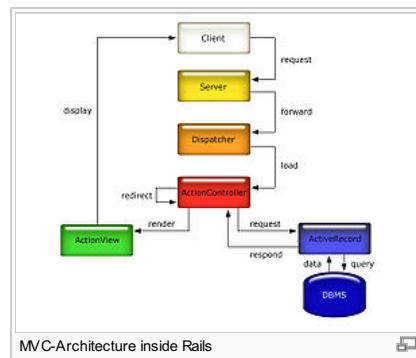 Client
request
Server
display
forward
Dispatcher
load
redirect
ActionController
render
request
ActionView
respond
ActiveRecord
data
query
DBMS
MVC-Architecture inside Rails